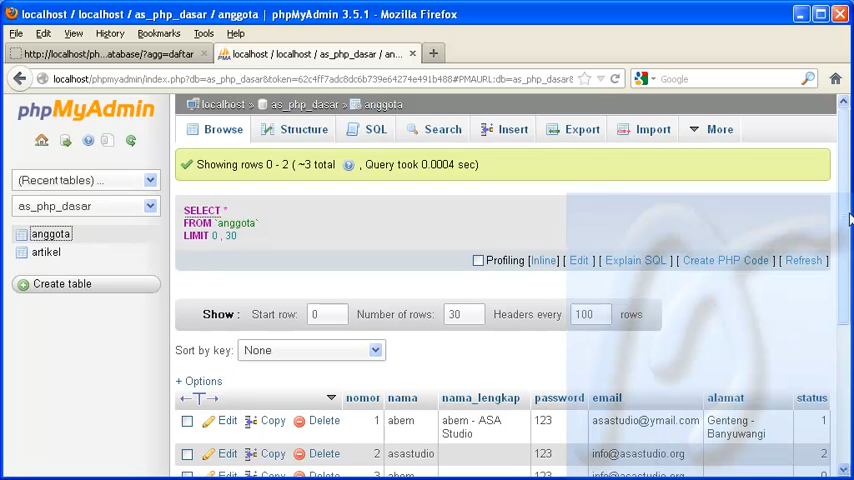 localhost / localhost / as_php_dasar / anggota | phpMyAdmin 3.5.1 - Mozilla Firefox
File Edit View History Bookmarks Tools Help
http://localhost/ph...atabase/?agg=daftar
localhost / localhost / as_php_dasar / an...
localhost/phpmyadmin/index.php?db=as_php_dasar&token=62c4ff7adc8dc6b739e64274e491b488#PMAURL:db=as_php_dasar&
Google
phpMyAdmin
(Recent tables) ...
as_php_dasar
anggota
artikel
Create table
localhost » as_php_dasar » anggota
Browse Structure SQL Search Insert Export Import More
Showing rows 0 - 2 ( ~3 total , Query took 0.0004 sec)
SELECT *
FROM `anggota`
LIMIT 0 , 30
Profiling [Inline] [ Edit ] [ Explain SQL ] [ Create PHP Code ] [ Refresh ]
Show : Start row: 0 Number of rows: 30 Headers every 100 rows
Sort by key: None
+ Options
←T→ nomor nama nama_lengkap password email alamat status
Edit Copy Delete 1 abem abem - ASA Studio 123 asastudio@ymail.com Genteng - Banyuwangi 1
Edit Copy Delete 2 asastudio 123 info@asastudio.org 2